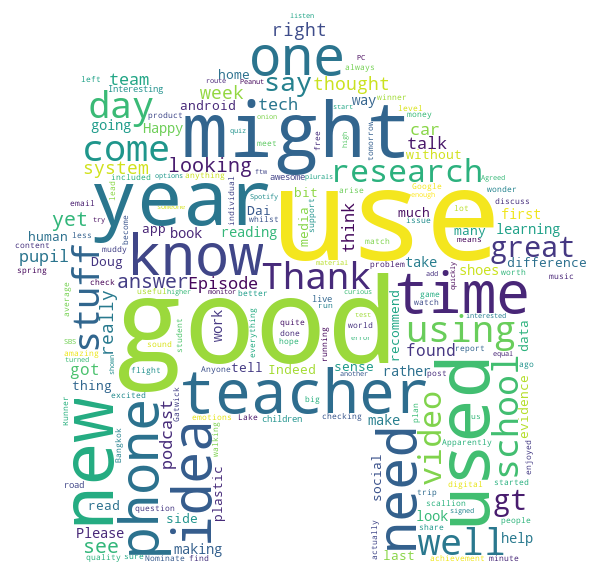 listen
right
one
PC
always
left
team
home
route
Peanut
Interesting
say
thought
level
week
tech
way
winner
money
android
product
day
going
Happy
start
might
car
talk
come
quiz
onion
meet
free
high
tomorrow
without
system
looking
research
included
options
anything
awesome
Google
Agreed
wonder
plurals
arise
enough
lot
discuss
lead
someone
individual
Spotify
support
issue
year
use
email
try
yet
human
less
become
muddy
app
book
whilst
reading
Dai
bit
media
think
match
much
many
means
first
learning
content
spring
Doug
know
Thank
take
shoes
great
difference
problem
add
worth
quickly
music
pupil
check
answer
Episode
material
time
stuff
average
useful
higher
monitor
better
live
run
curious
game
watch
interested
really
good
work
student
everything
quite
done
hope
test
world
error
recommend
using
data
report
equal
SBS
amazing
turned
shown
sound
found
ago
got
flight
Anyone
tell
Indeed
sense
running
rather
post
us
evidence
thing
excited
teacher
big
another
plan
school
Runner
new
phone
podcast
idea
Gatwick
emotions
walking
Lake
children
checking
make
video
Apparently
enjoyed
used
Bangkok
plastic
need
social
digital
started
gt
road
read
question
trip
look
scallion
people
Please
side
share
signed
well
help
see
making
actually
last
quality
sure
Nominate
find
achievement
minute